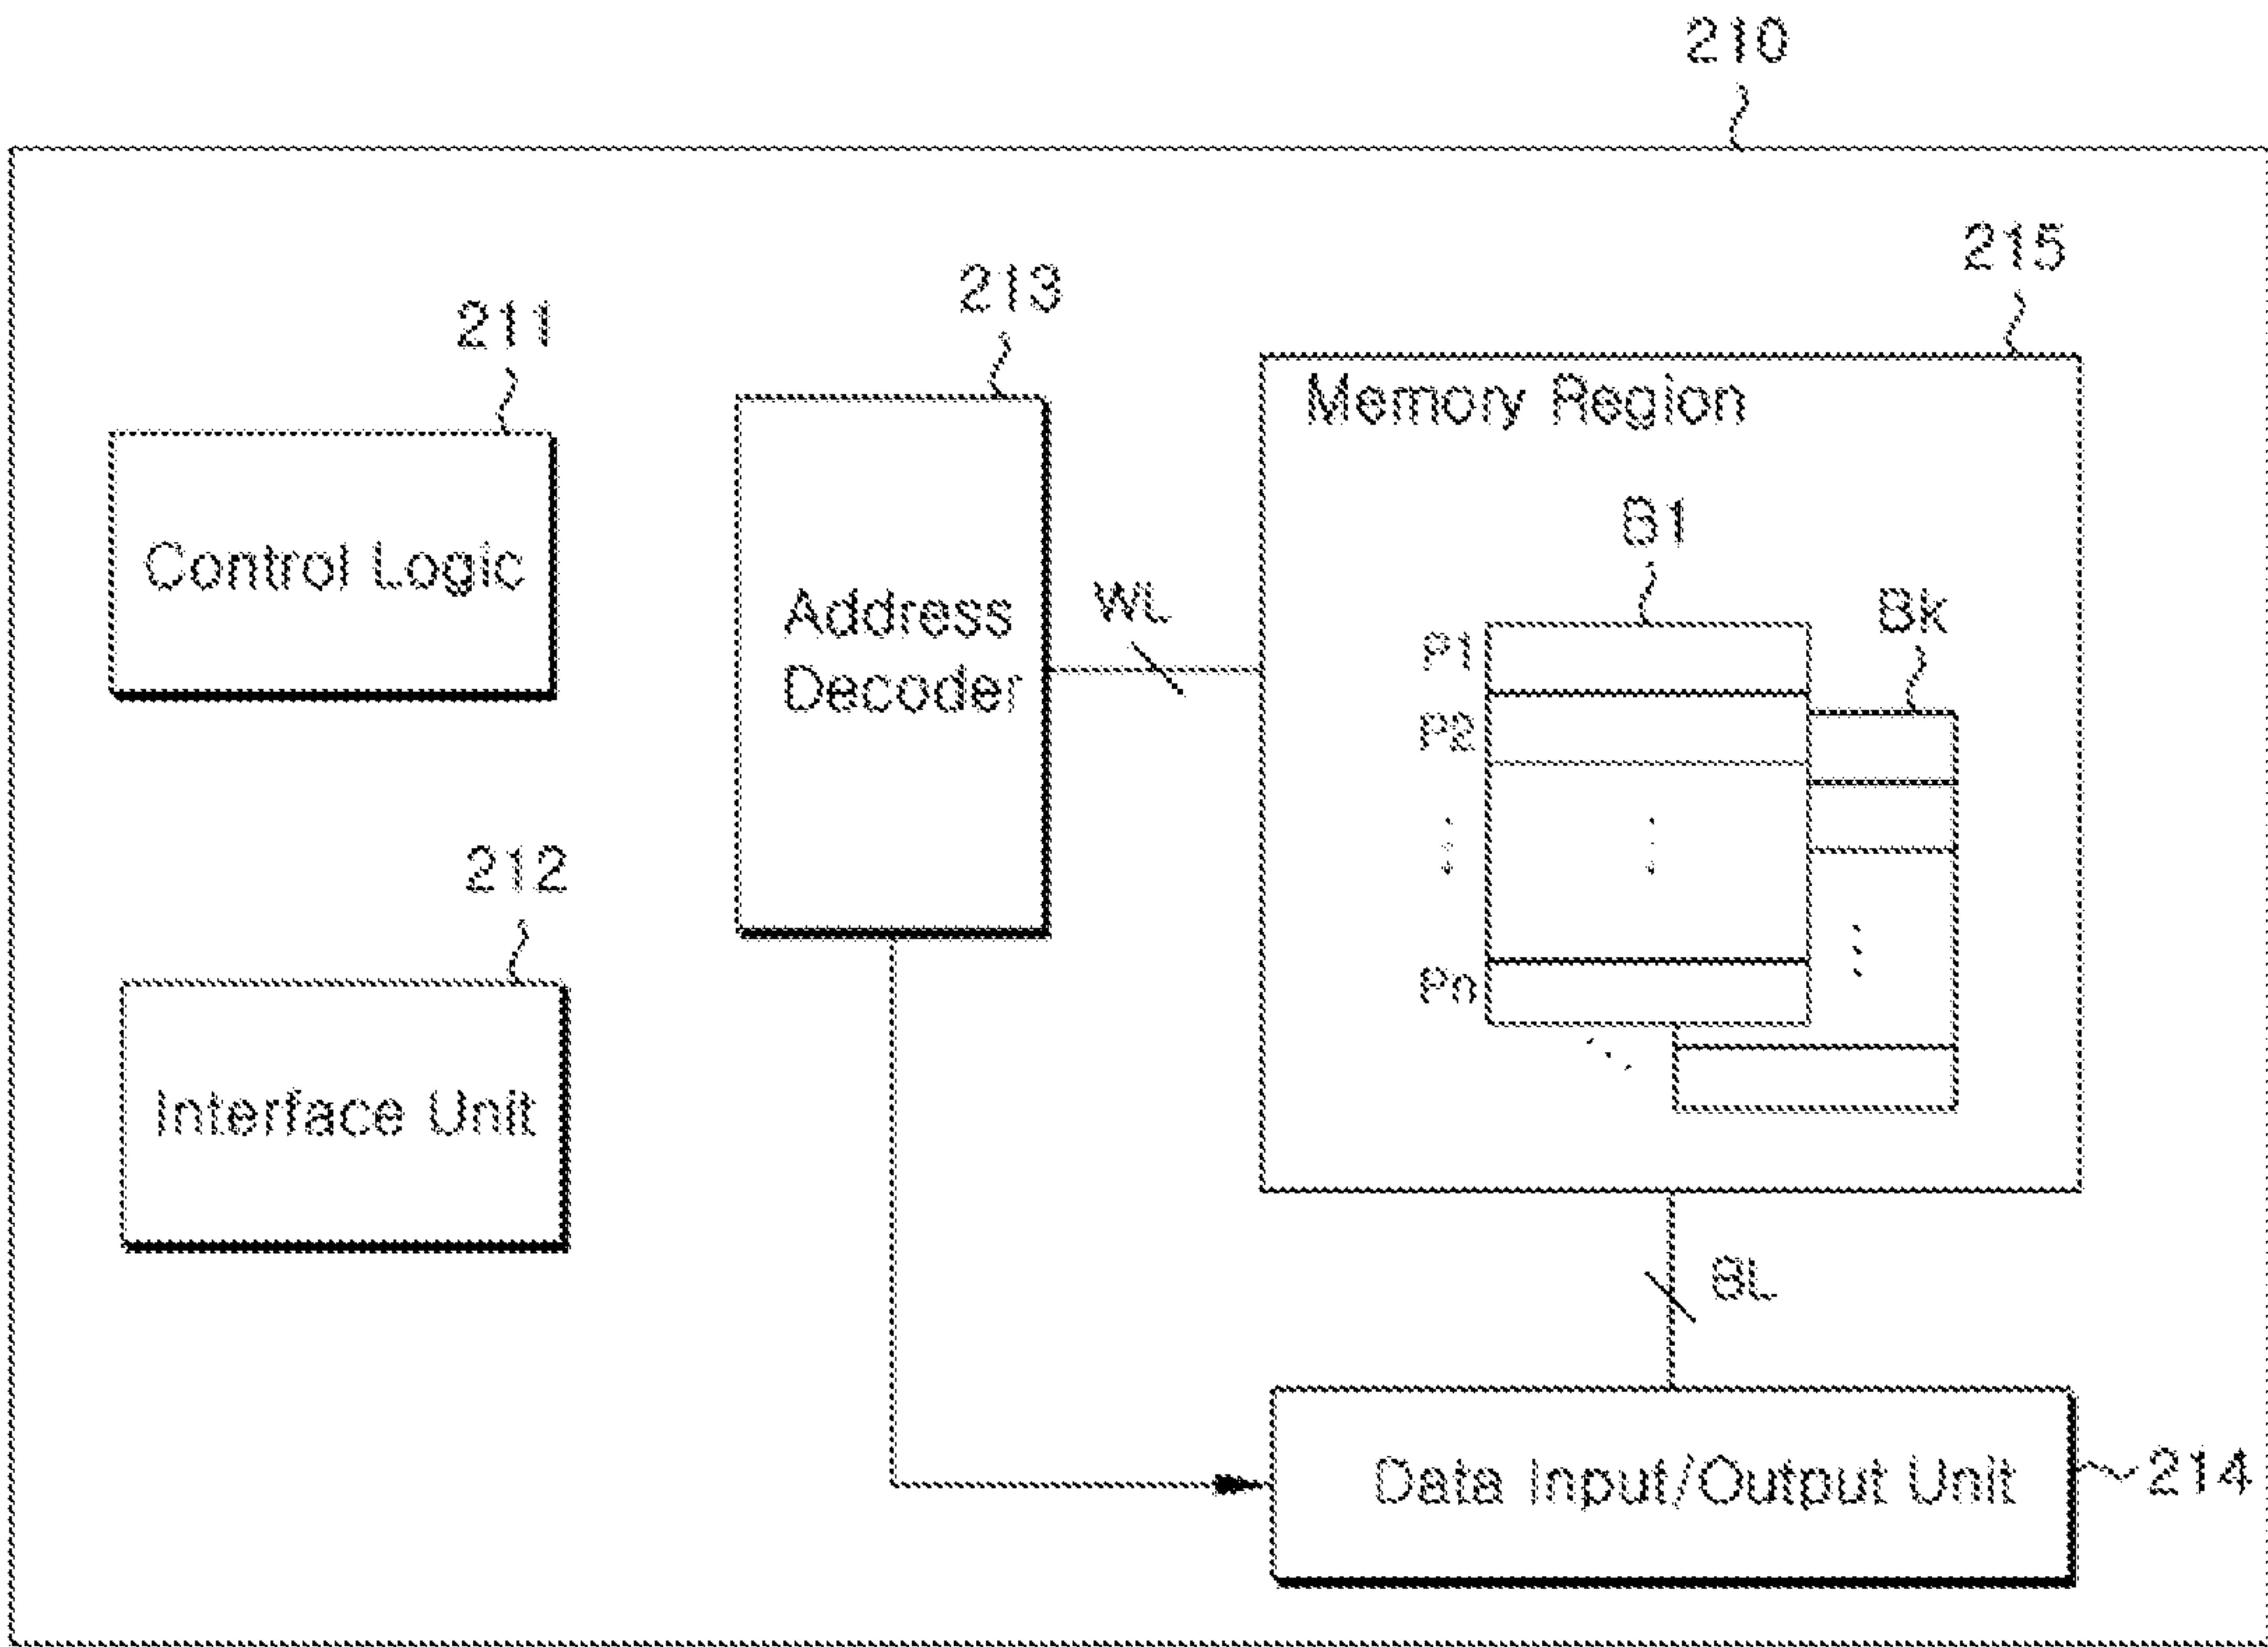 210
215
213
211
Memory Region
Control Logic
Address
Decoder
WL
B1
Bk
P1
P2
Pn
212
Interface Unit
BL
Data Input/Output Unit
214